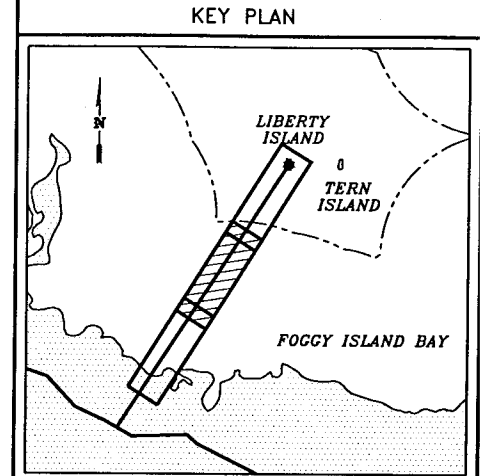 KEY PLAN
N
LIBERTY
ISLAND
TERN
ISLAND
FOGGY ISLAND BAY